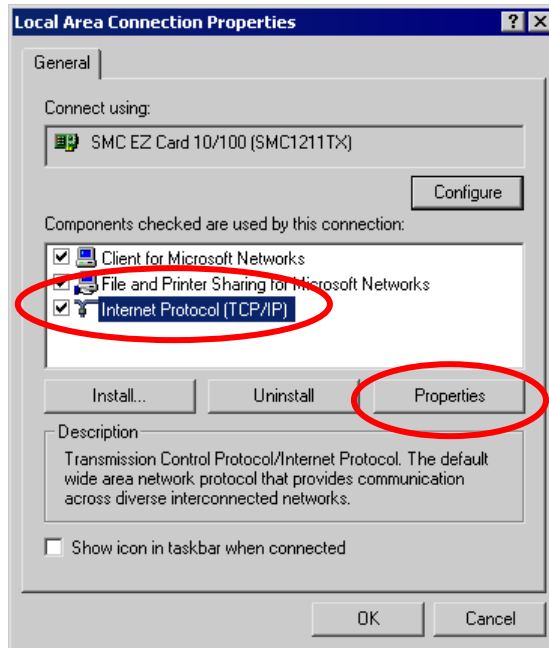 Local Area Connection Properties
General
Connect using:
SMC EZ Card 10/100 (SMC1211TX)
Configure
Components checked are used by this connection:
Client for Microsoft Networks
File and Printer Sharing for Microsoft Networks
Internet Protocol (TCP/IP)
Install... Uninstall Properties
Description
Transmission Control Protocol/Internet Protocol. The default
wide area network protocol that provides communication
across diverse interconnected networks.
Show icon in taskbar when connected
OK Cancel